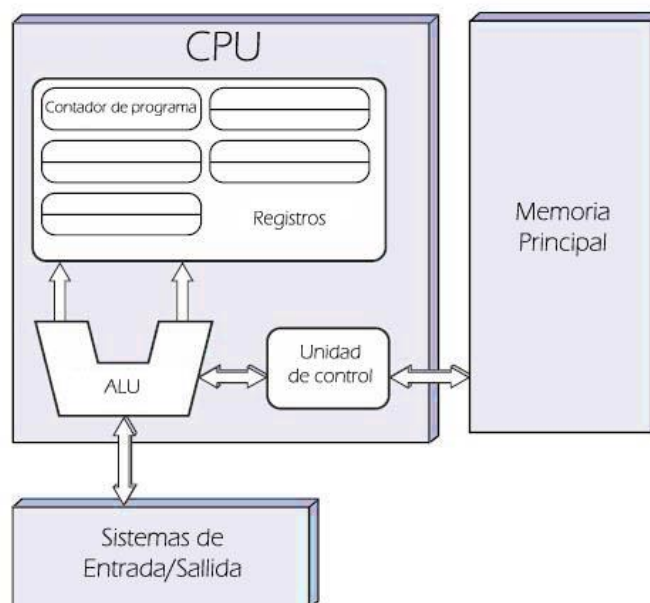 CPU
Contador de programa
Registros
Memoria
Principal
ALU
Unidad
de control
Sistemas de
Entrada/Sallida